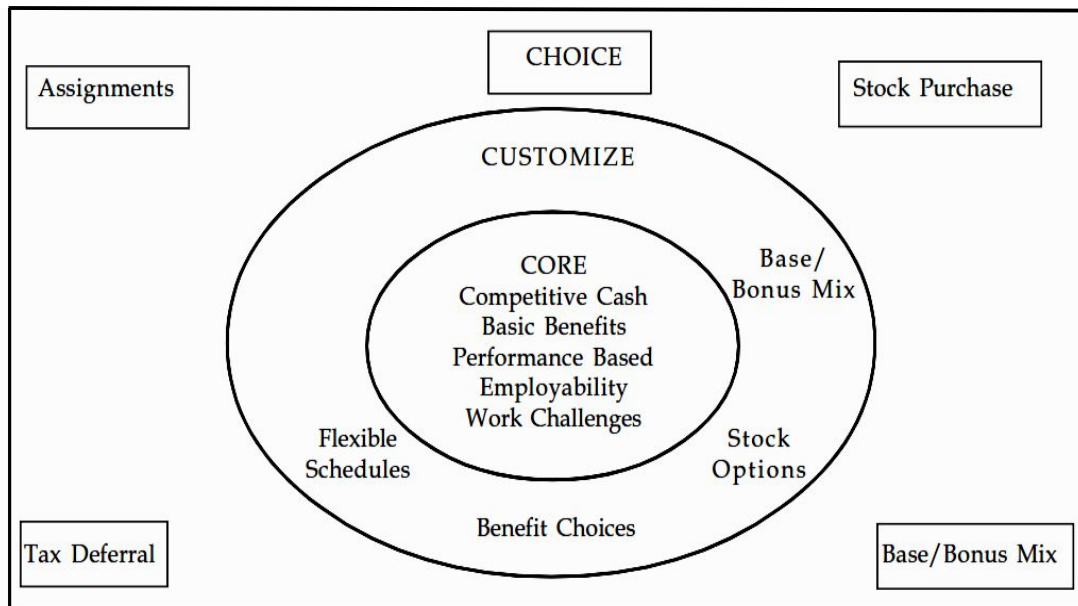 CHOICE
Assignments
Stock Purchase
CUSTOMIZE
Base/
Bonus Mix
CORE
Competitive Cash
Basic Benefits
Performance Based
Employability
Work Challenges
Flexible
Schedules
Stock
Options
Benefit Choices
Tax Deferral
Base/Bonus Mix